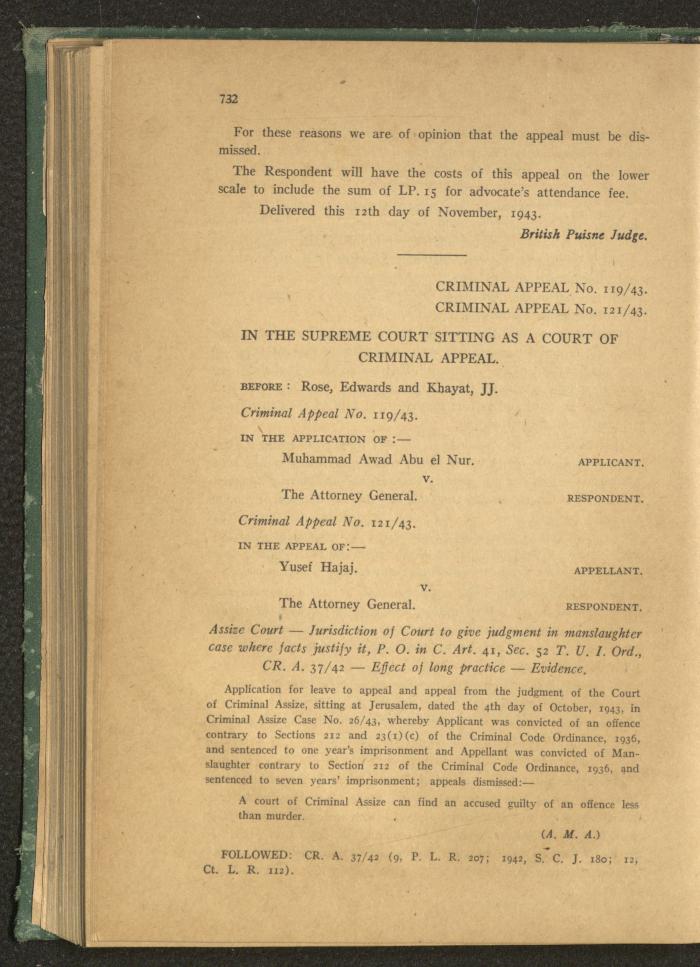 732
For these reasons we are of opinion that the appeal must be dis-
missed.
The Respondent will have the costs of this appeal on the lower
scale to include the sum of LP. 15 for advocate's attendance fee.
Delivered this 12th day of November, 1943.
British Puisne Judge.
CRIMINAL APPEAL No. 119/43.
CRIMINAL APPEAL No. 121/43.
IN THE SUPREME COURT SITTING AS A COURT OF
CRIMINAL APPEAL.
BEFORE : Rose, Edwards and Khayat, JJ.
Criminal Appeal No. 119/43.
IN THE APPLICATION OF :—
Muhammad Awad Abu el Nur. APPLICANT.
v.
The Attorney General. RESPONDENT.
Criminal Appeal No. 121/43.
IN THE APPEAL OF:—
Yusef Hajaj. APPELLANT.
v.
The Attorney General. RESPONDENT.
Assize Court — Jurisdiction of Court to give judgment in manslaughter
case where facts justify it, P. O. in C. Art. 41, Sec. 52 T. U. I. Ord.,
CR. A. 37/42 — Effect of long practice — Evidence.
Application for leave to appeal and appeal from the judgment of the Court
of Criminal Assize, sitting at Jerusalem, dated the 4th day of October, 1943, in
Criminal Assize Case No. 26/43, whereby Applicant was convicted of an offence
contrary to Sections 212 and 23(1)(c) of the Criminal Code Ordinance, 1936,
and sentenced to one year's imprisonment and Appellant was convicted of Man-
slaughter contrary to Section 212 of the Criminal Code Ordinance, 1936, and
sentenced to seven years' imprisonment; appeals dismissed:—
A court of Criminal Assize can find an accused guilty of an offence less
than murder.
(A. M. A.)
FOLLOWED: CR. A. 37/42 (9, P. L. R. 207; 1942, S. C. J. 180; 12,
Ct. L. R. 112).